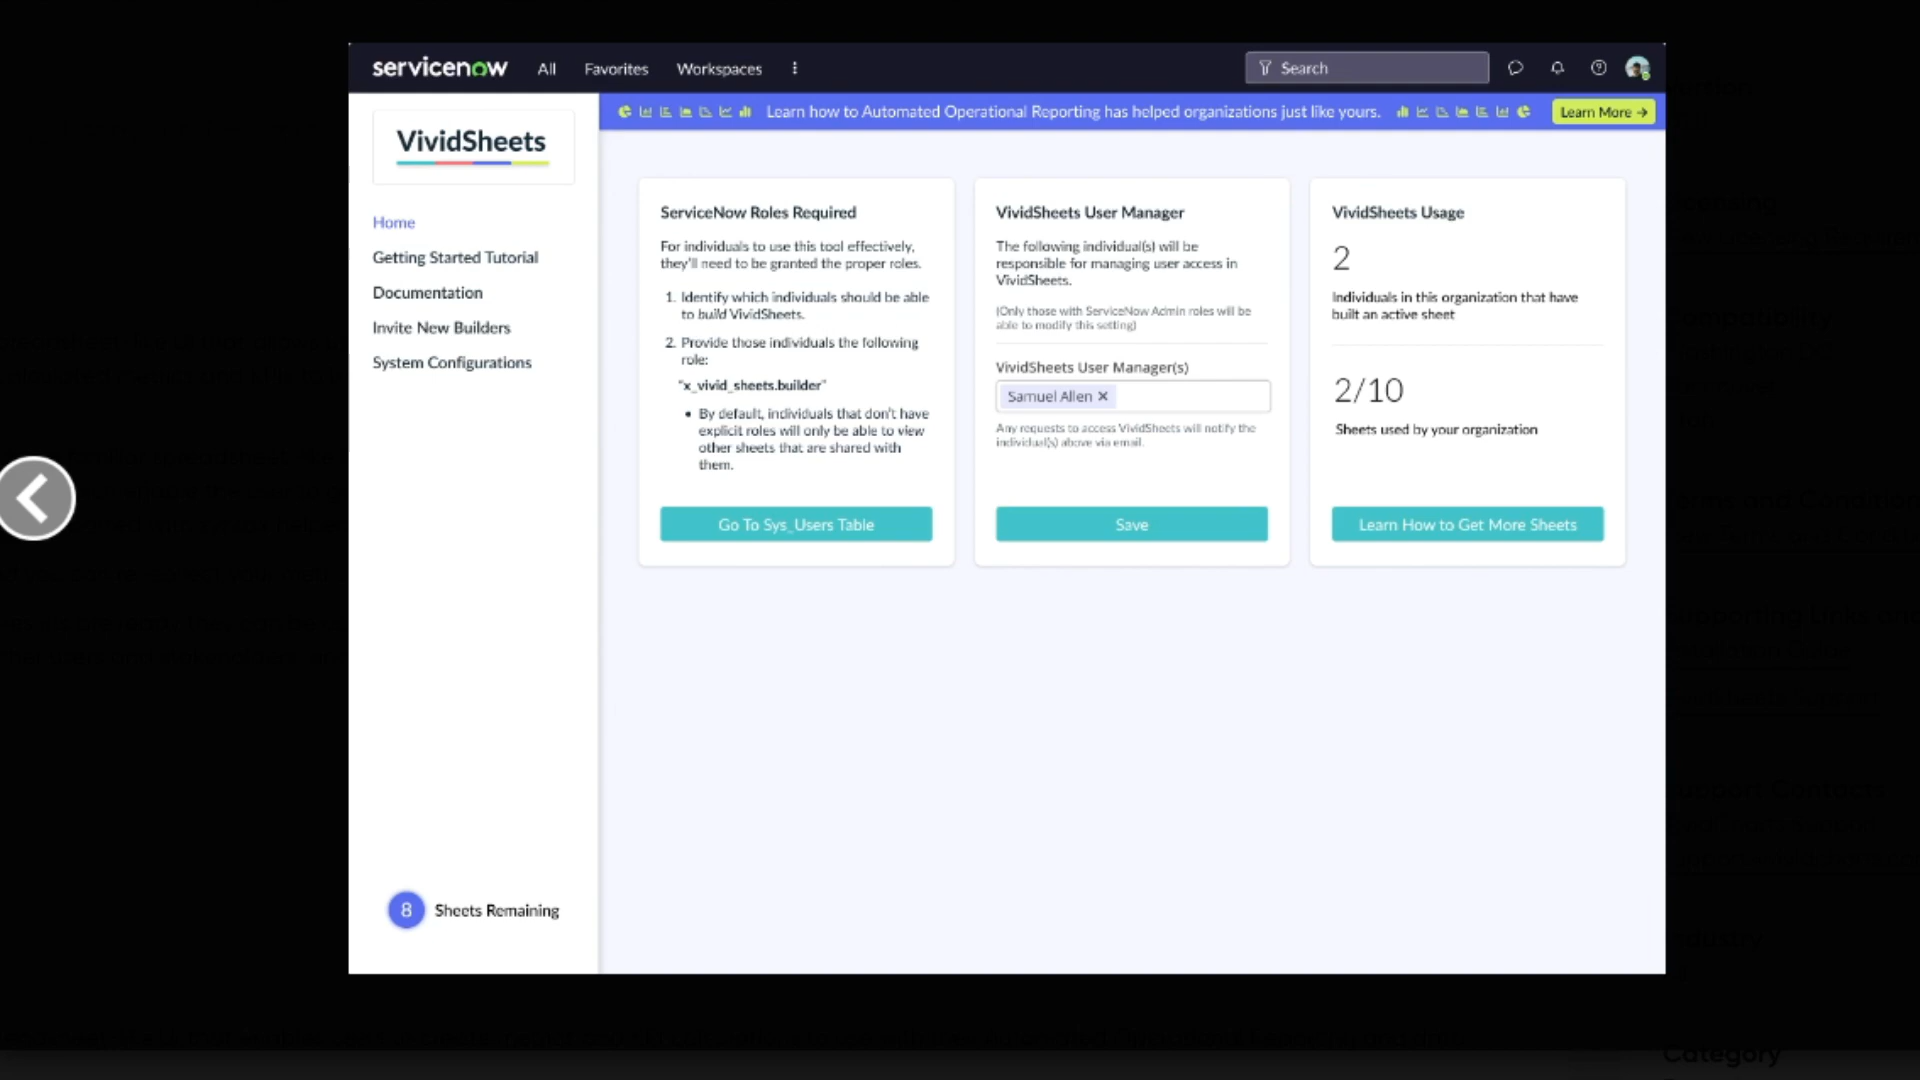 servicenow All Favorites Workspaces Search
VividSheets
Home
Getting Started Tutorial
Documentation
Invite New Builders
System Configurations
8 Sheets Remaining
Learn how to Automated Operational Reporting has helped organizations just like yours. Learn More →
ServiceNow Roles Required
For individuals to use this tool effectively,
they'll need to be granted the proper roles.
1. Identify which individuals should be able
to build VividSheets.
2. Provide those individuals the following
role:
"x_vivid_sheets.builder"
• By default, individuals that don't have
explicit roles will only be able to view
other sheets that are shared with
them.
Go To Sys_Users Table
VividSheets User Manager
The following individual(s) will be
responsible for managing user access in
VividSheets.
(Only those with ServiceNow Admin roles will be
able to modify this setting)
VividSheets User Manager(s)
Samuel Allen ×
Any requests to access VividSheets will notify the
individual(s) above via email.
Save
VividSheets Usage
2
Individuals in this organization that have
built an active sheet
2/10
Sheets used by your organization
Learn How to Get More Sheets
Category